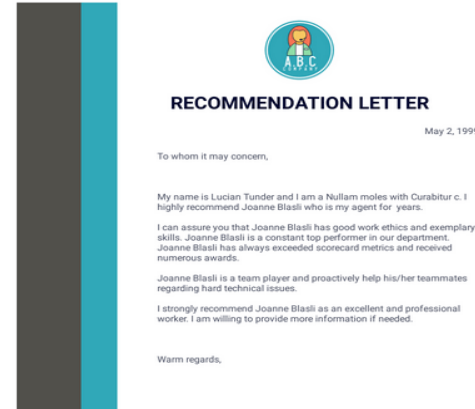 A.B.C
COMPANY
RECOMMENDATION LETTER
May 2, 1999
To whom it may concern,
My name is Lucian Tunder and I am a Nullam moles with Curabitur c. I
highly recommend Joanne Blasli who is my agent for years.
I can assure you that Joanne Blasli has good work ethics and exemplary
skills. Joanne Blasli is a constant top performer in our department.
Joanne Blasli has always exceeded scorecard metrics and received
numerous awards.
Joanne Blasli is a team player and proactively help his/her teammates
regarding hard technical issues.
I strongly recommend Joanne Blasli as an excellent and professional
worker. I am willing to provide more information if needed.
Warm regards,